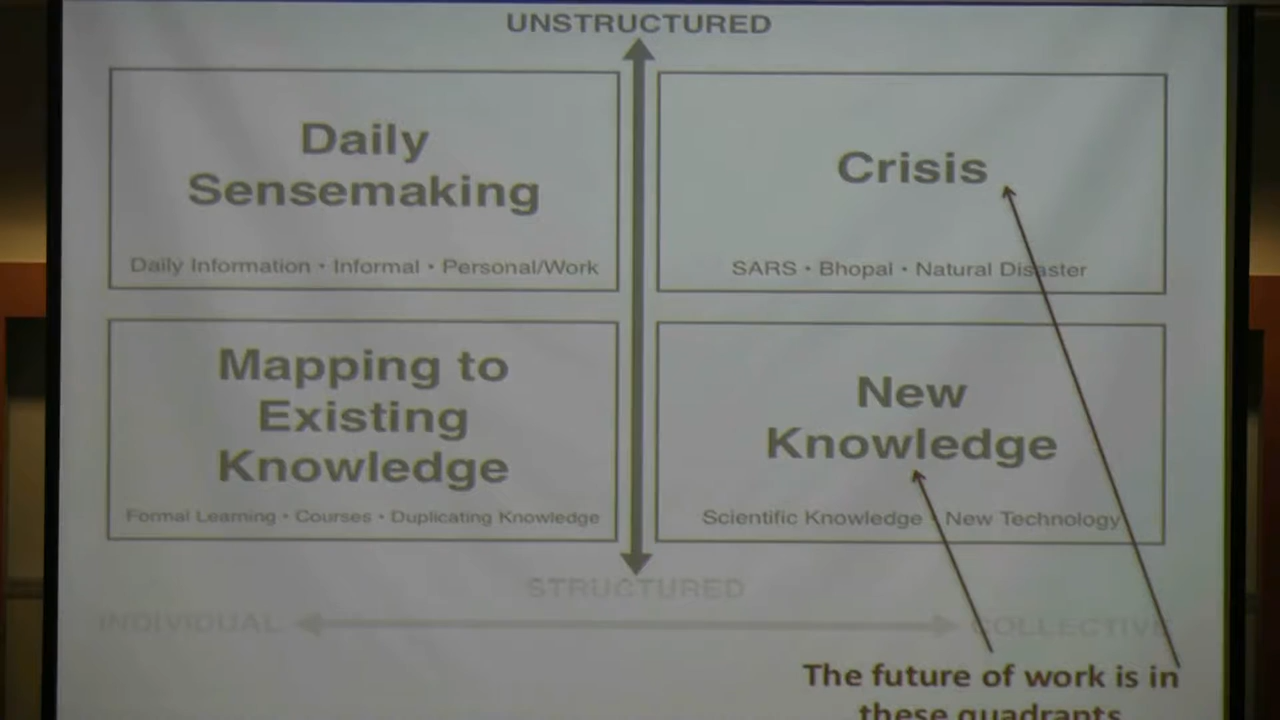 UNSTRUCTURED
Daily
Sensemaking
Daily Information • Informal • Personal/Work
Crisis
SARS • Bhopal • Natural Disaster
Mapping to
Existing
Knowledge
Formal Learning • Courses • Duplicating Knowledge
New
Knowledge
Scientific Knowledge • New Technology
STRUCTURED
INDIVIDUAL
COLLECTIVE
The future of work is in
these quadrants